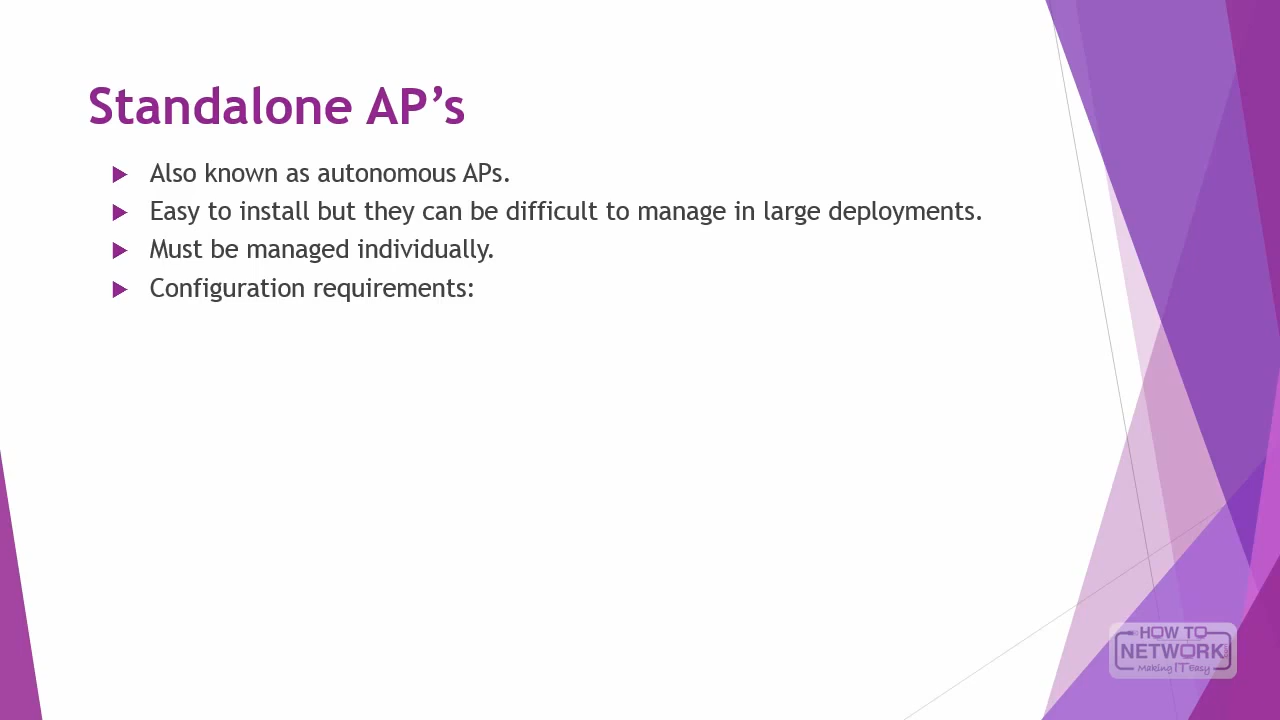 Standalone AP’s
Also known as autonomous APs.
Easy to install but they can be difficult to manage in large deployments.
Must be managed individually.
Configuration requirements:
HOW TO
NETWORK
Making IT Easy